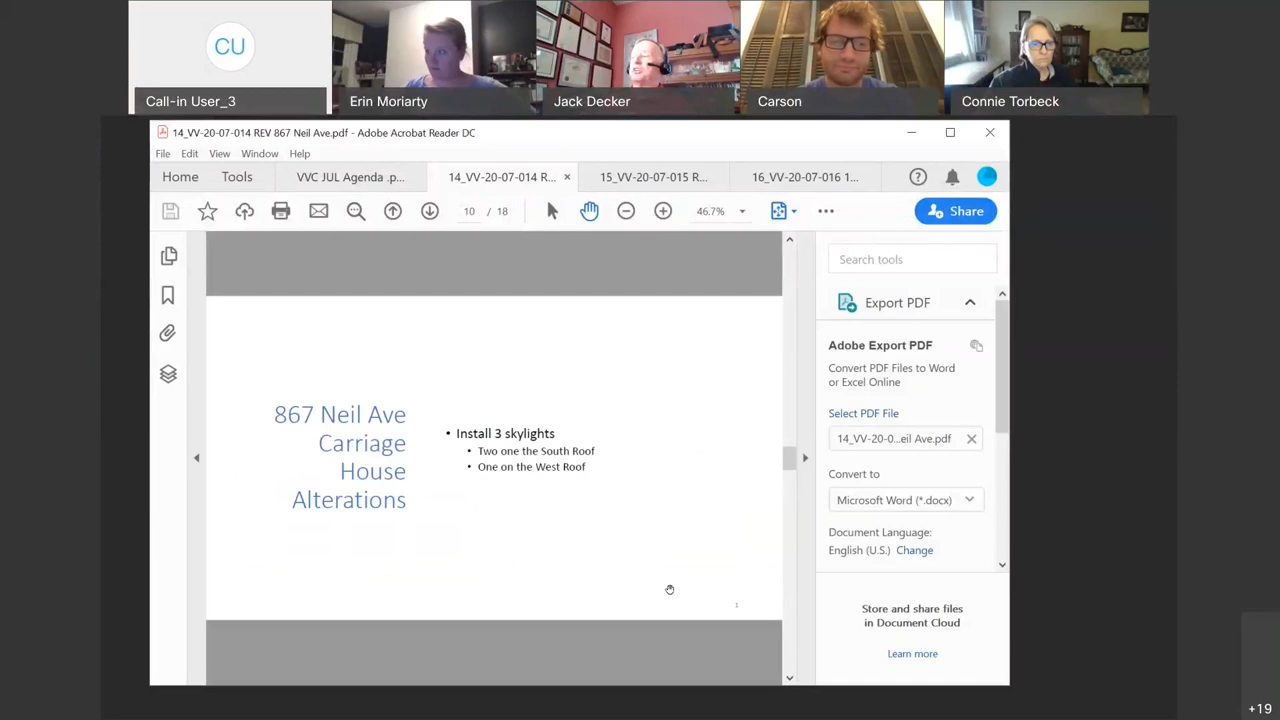 CU
Call-in User_3
Erin Moriarty
Jack Decker
Carson
Connie Torbeck
14_VV-20-07-014 REV 867 Neil Ave.pdf - Adobe Acrobat Reader DC
File Edit View Window Help
Home Tools VVC JUL Agenda .p... 14_VV-20-07-014 R... 15_VV-20-07-015 R... 16_VV-20-07-016 1...
10 / 18 46.7% Share
867 Neil Ave
Carriage
House
Alterations
• Install 3 skylights
• Two one the South Roof
• One on the West Roof
1
Search tools
Export PDF
Adobe Export PDF
Convert PDF Files to Word
or Excel Online
Select PDF File
14_VV-20-0...eil Ave.pdf
Convert to
Microsoft Word (*.docx)
Document Language:
English (U.S.) Change
Store and share files
in Document Cloud
Learn more
+19